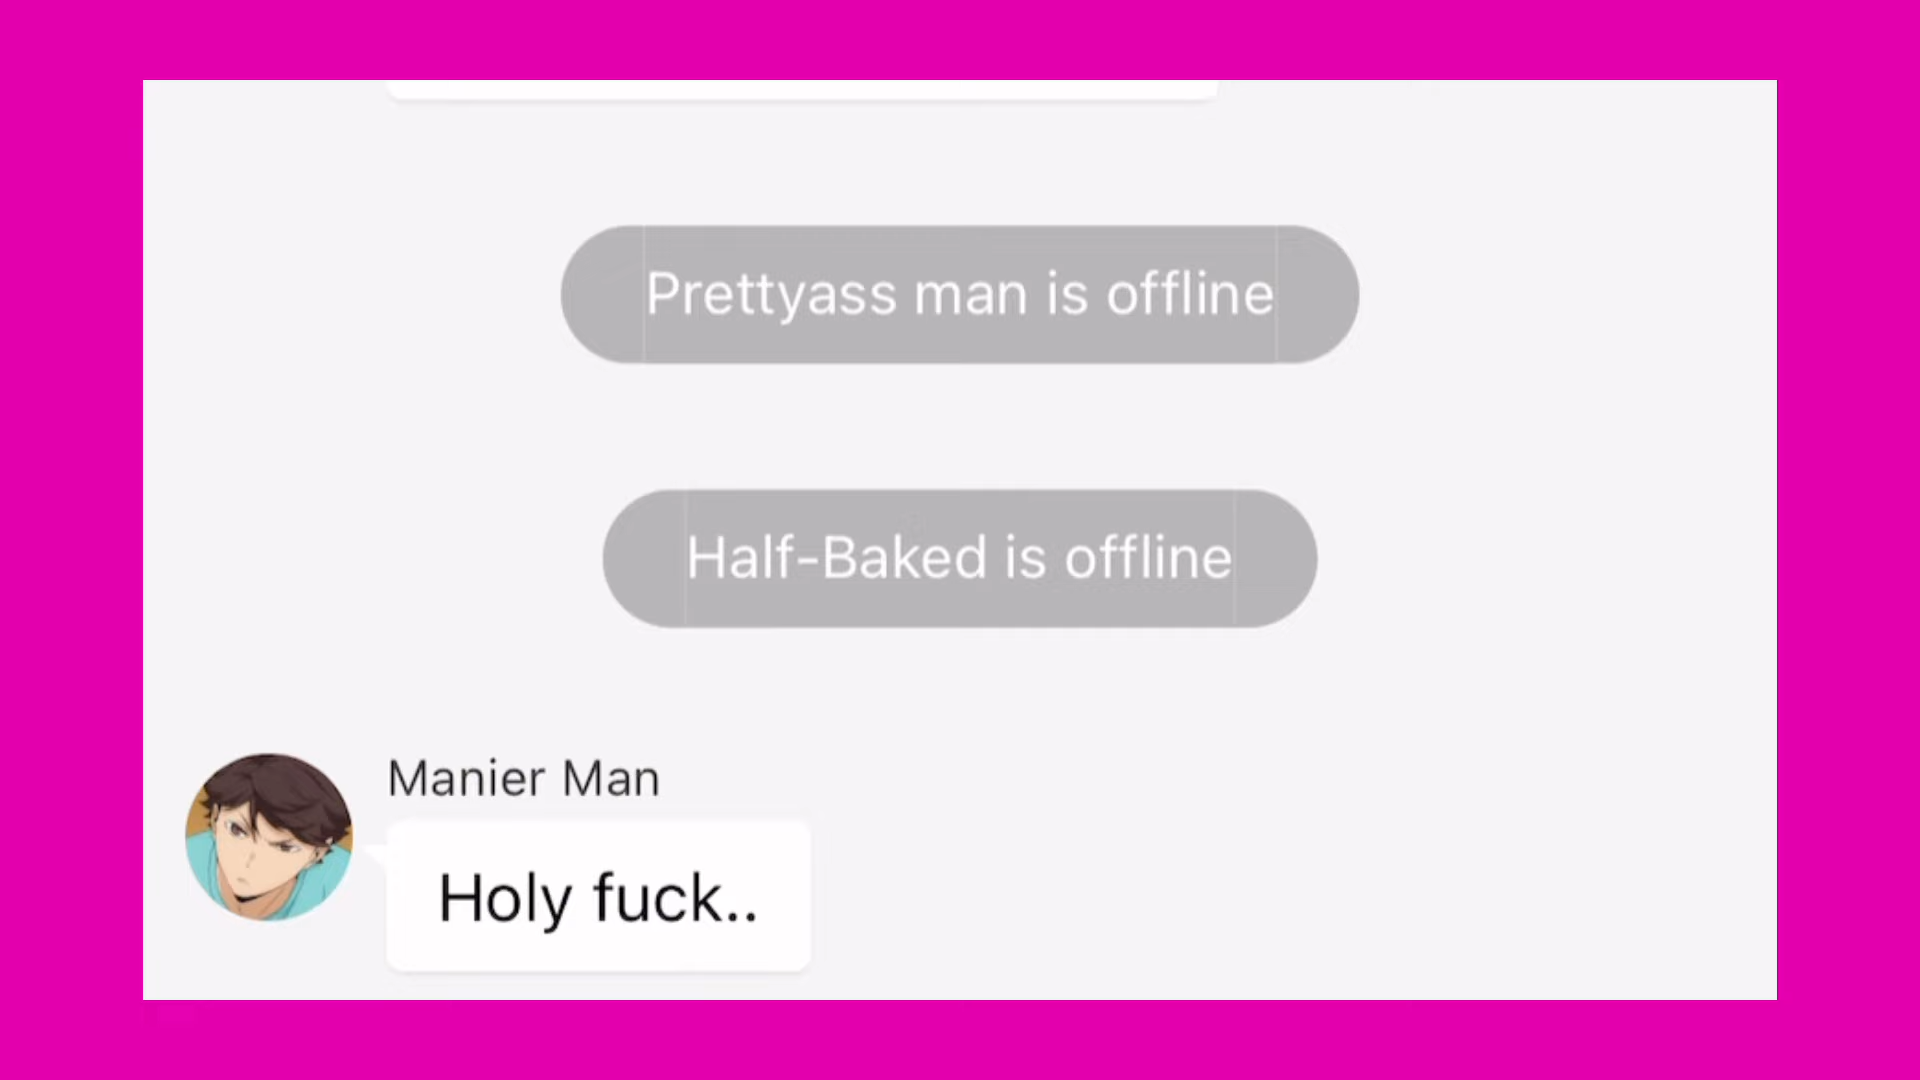 Prettyass man is offline
Half-Baked is offline
Manier Man
Holy fuck..